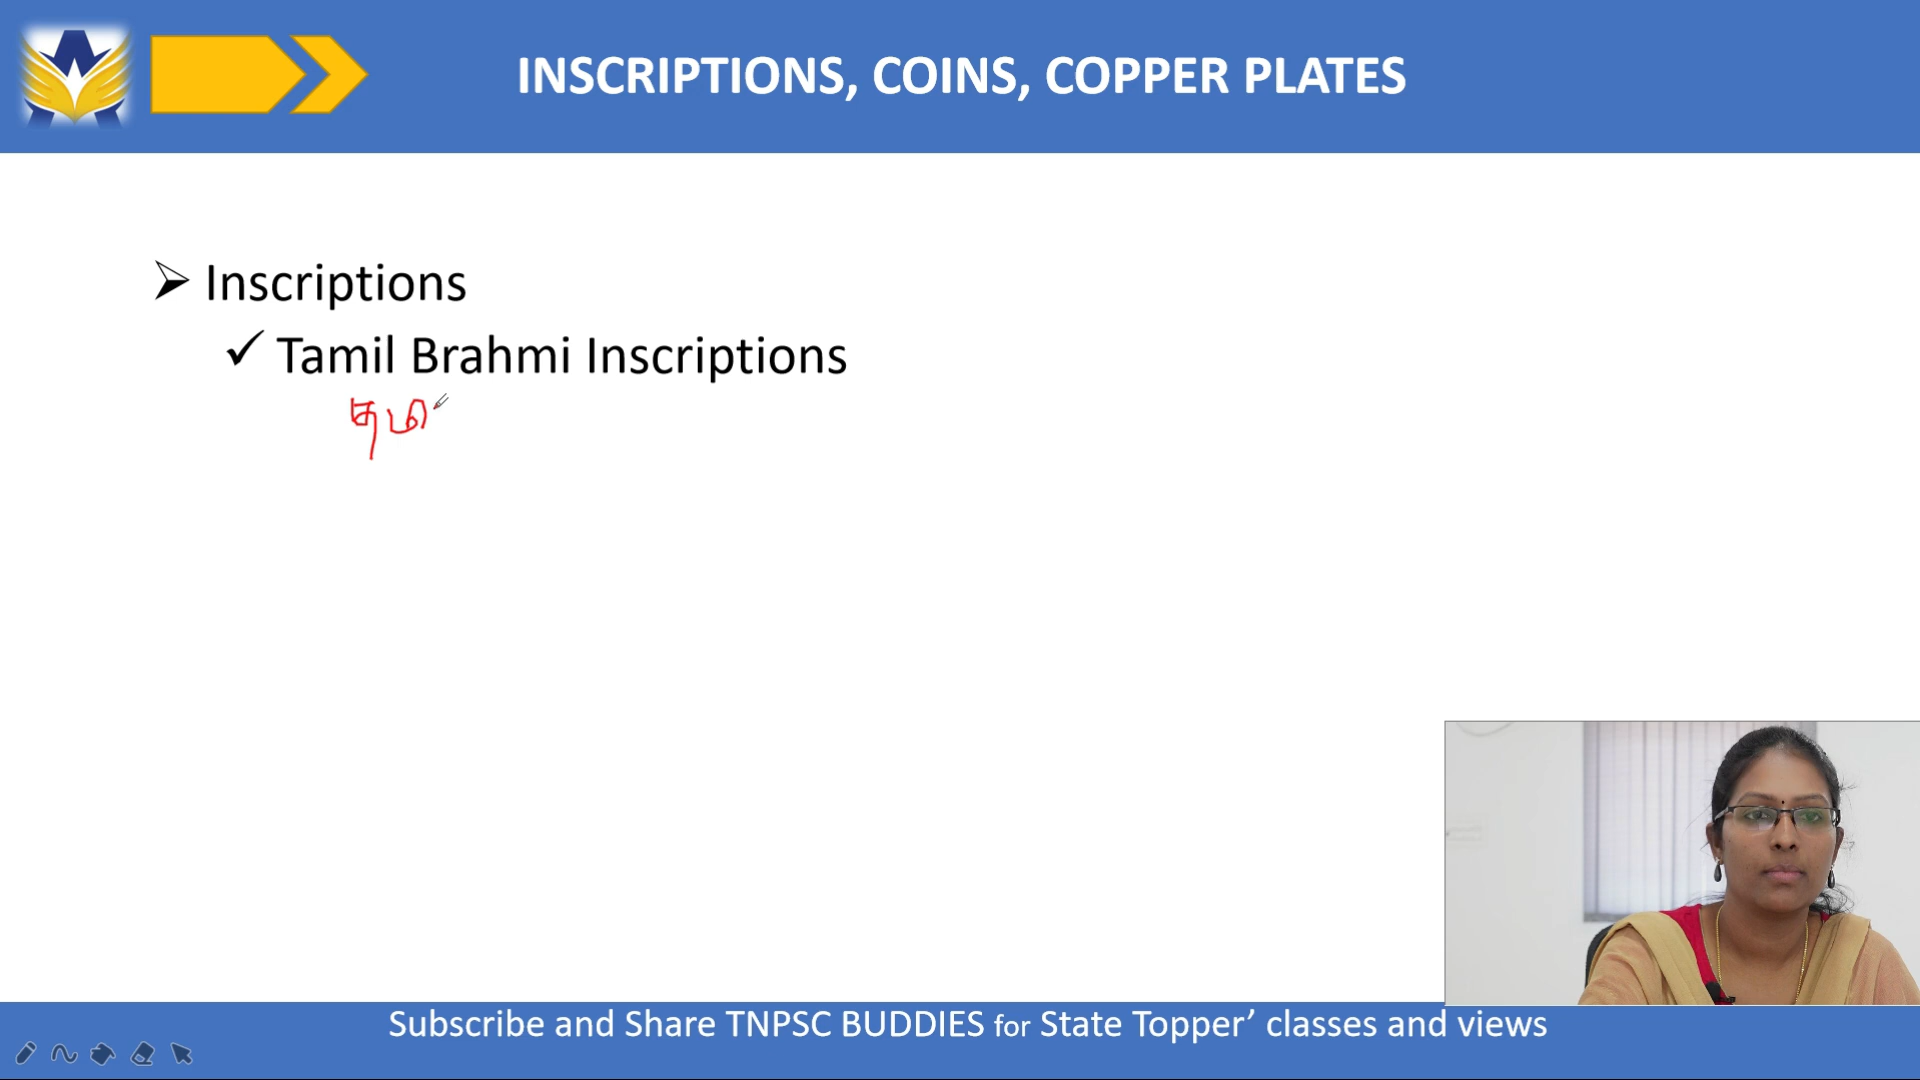 INSCRIPTIONS, COINS, COPPER PLATES
Inscriptions
Tamil Brahmi Inscriptions
தமி
Subscribe and Share TNPSC BUDDIES for State Topper’ classes and views